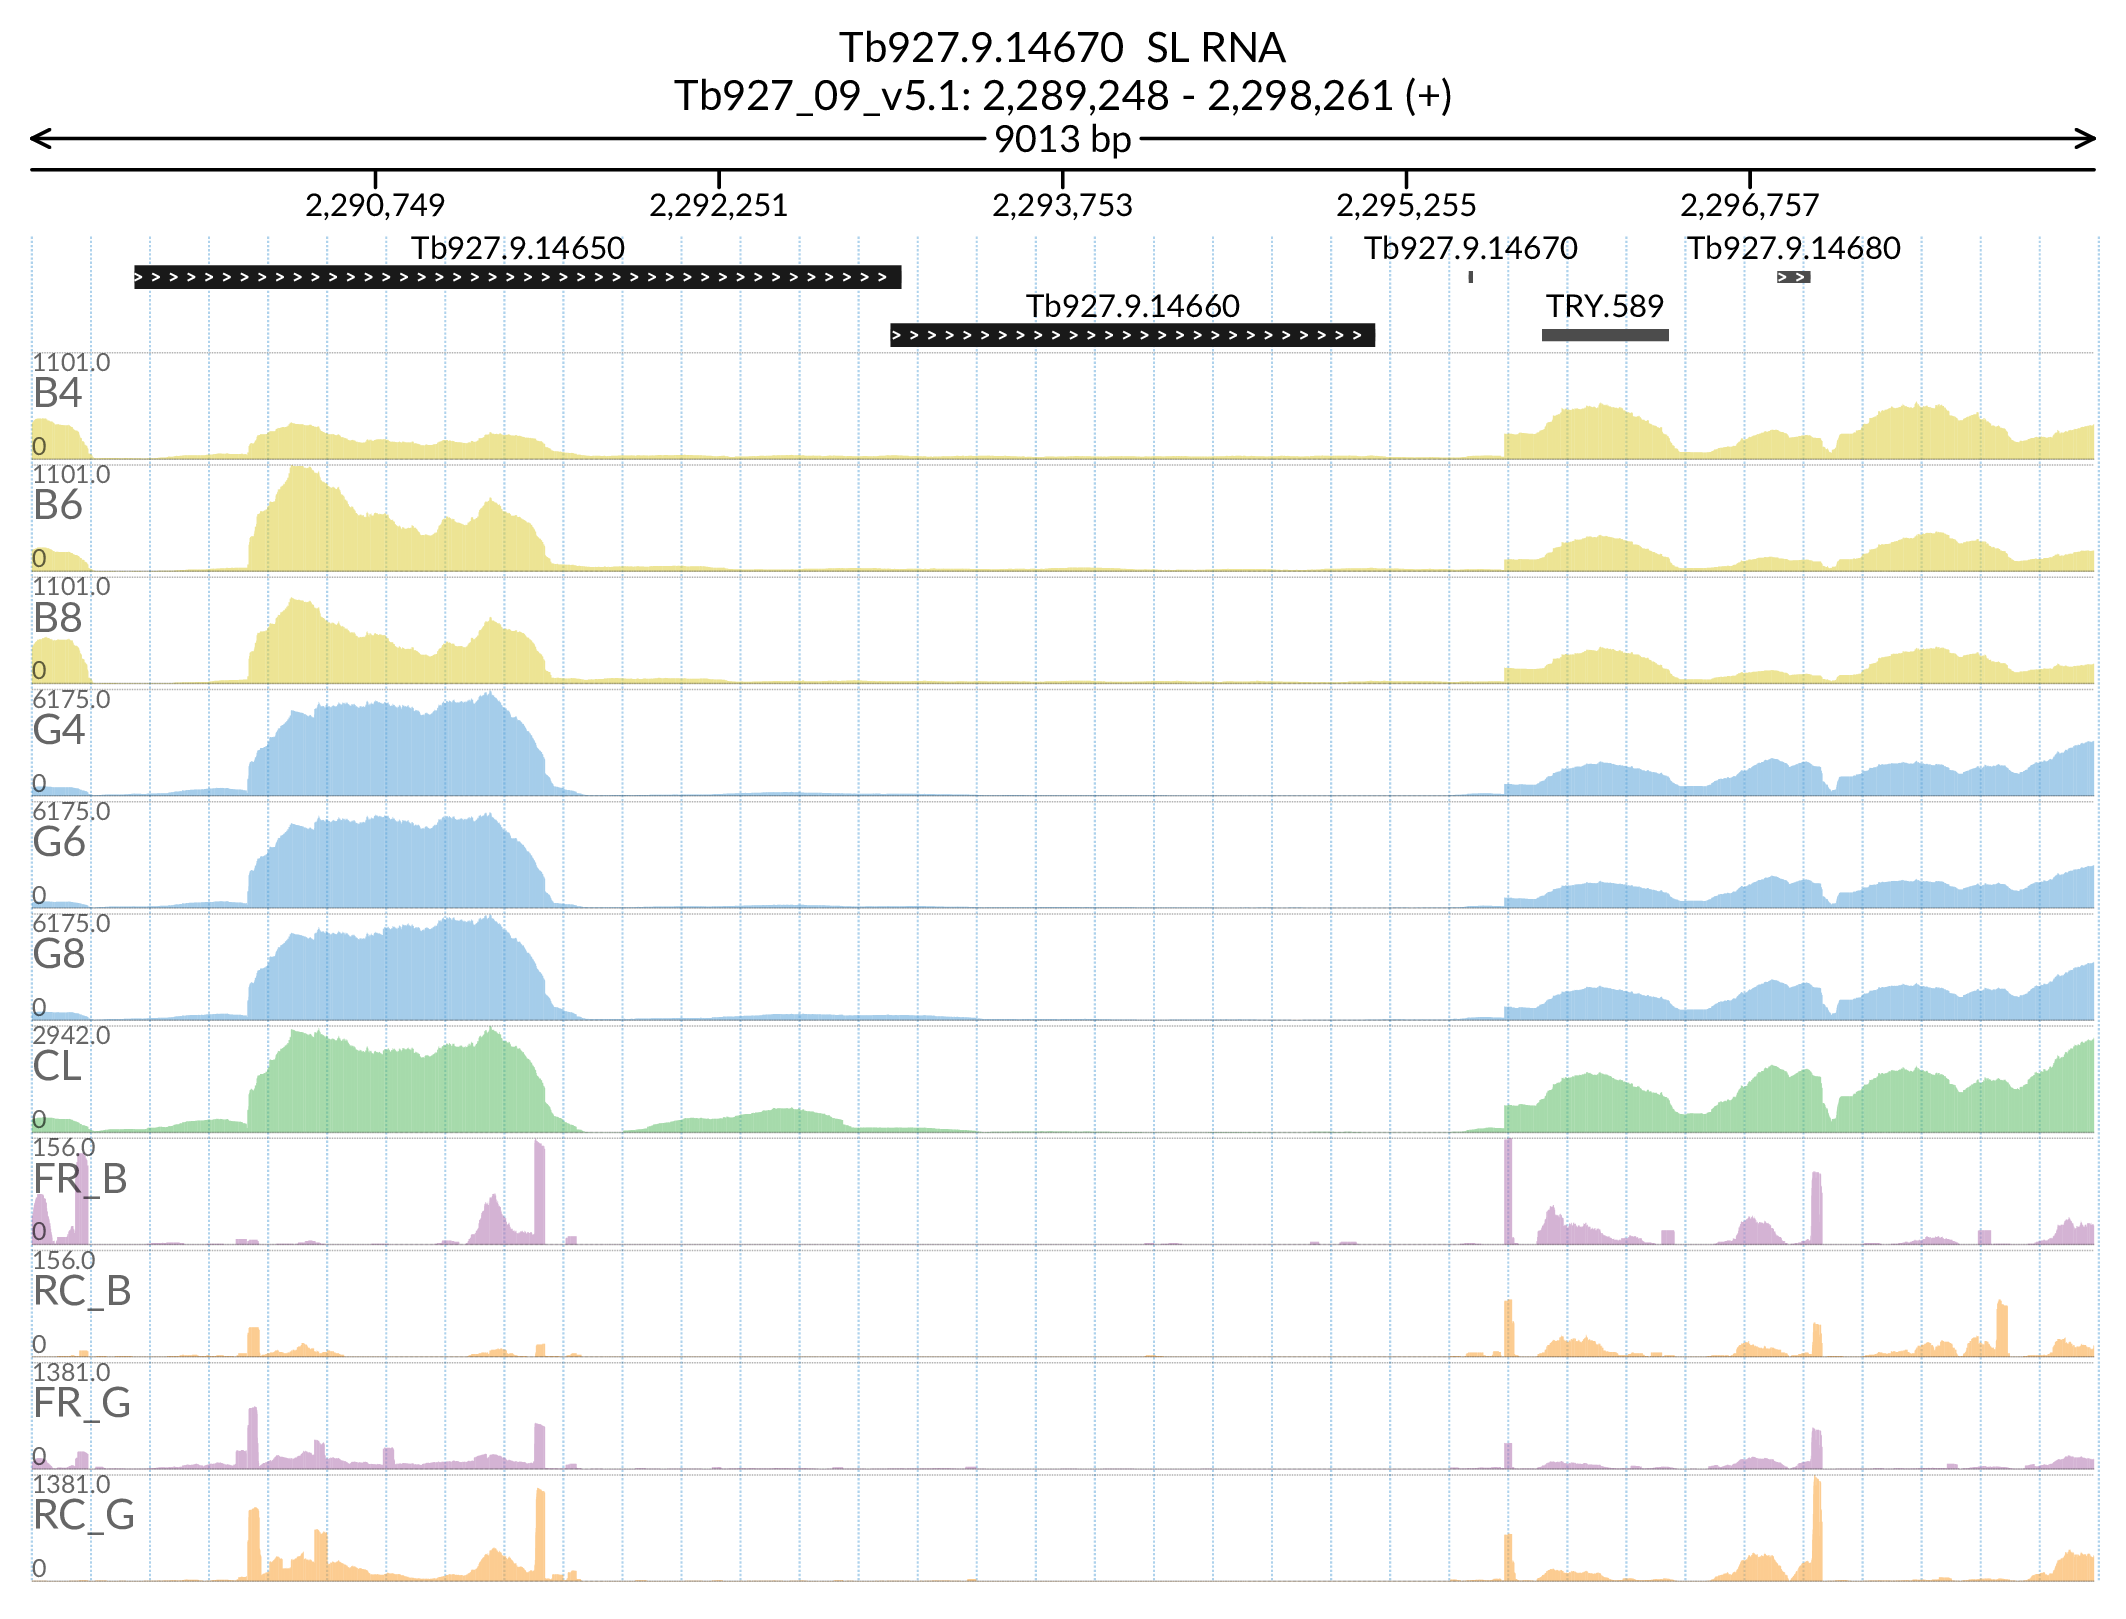 Tb927.9.14670 SL RNA
Tb927_09_v5.1: 2,289,248 - 2,298,261 (+)
9013 bp
2,290,749 2,292,251 2,293,753 2,295,255 2,296,757
Tb927.9.14650 Tb927.9.14670 Tb927.9.14680
Tb927.9.14660 TRY.589
1101.0
B4
0
1101.0
B6
0
1101.0
B8
0
6175.0
G4
0
6175.0
G6
0
6175.0
G8
0
2942.0
CL
0
156.0
FR_B
0
156.0
RC_B
0
1381.0
FR_G
0
1381.0
RC_G
0